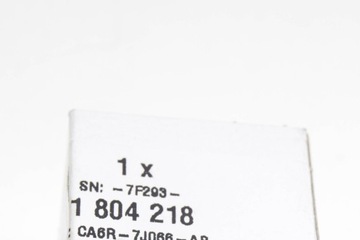 1 x
SN: -7F293-
1 804 218
CA6R-7J066-AB